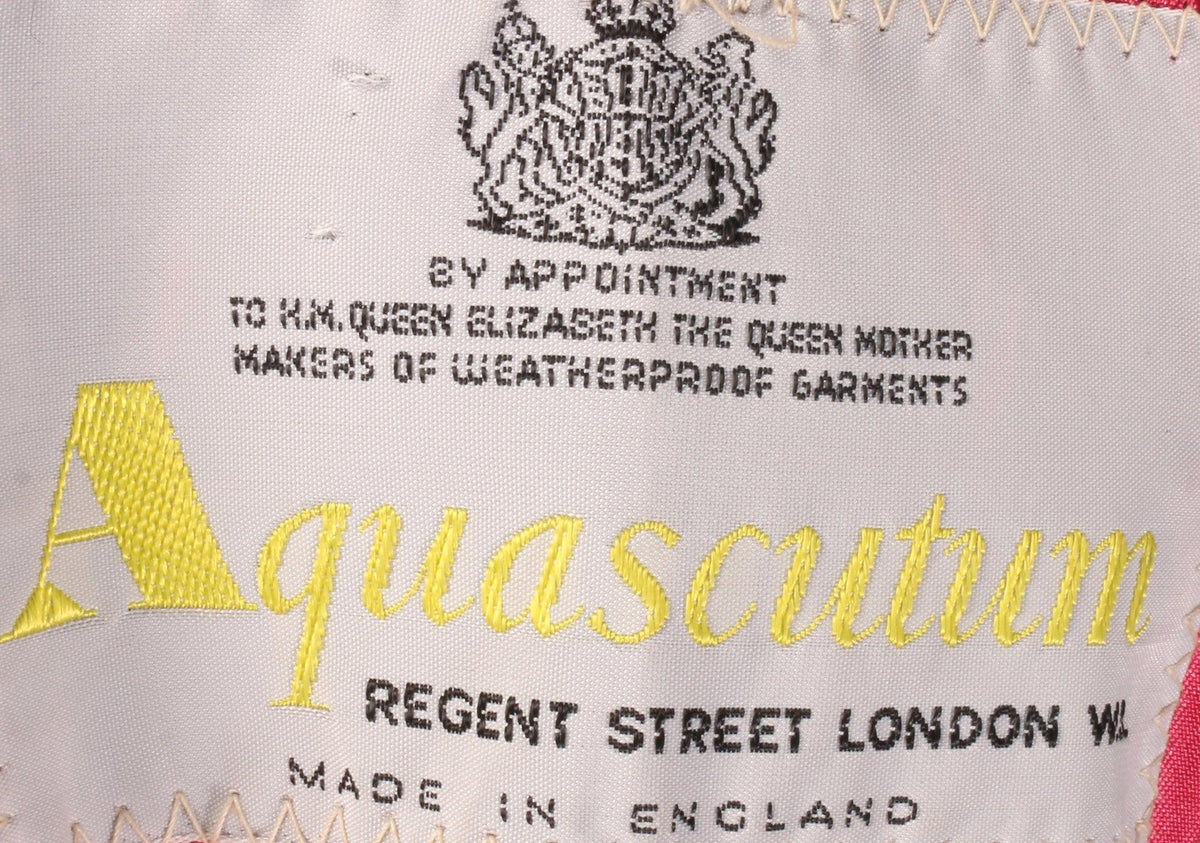 BY APPOINTMENT
TO H.M. QUEEN ELIZABETH THE QUEEN MOTHER
MAKERS OF WEATHERPROOF GARMENTS
Aquascutum
REGENT STREET LONDON W.1.
MADE IN ENGLAND